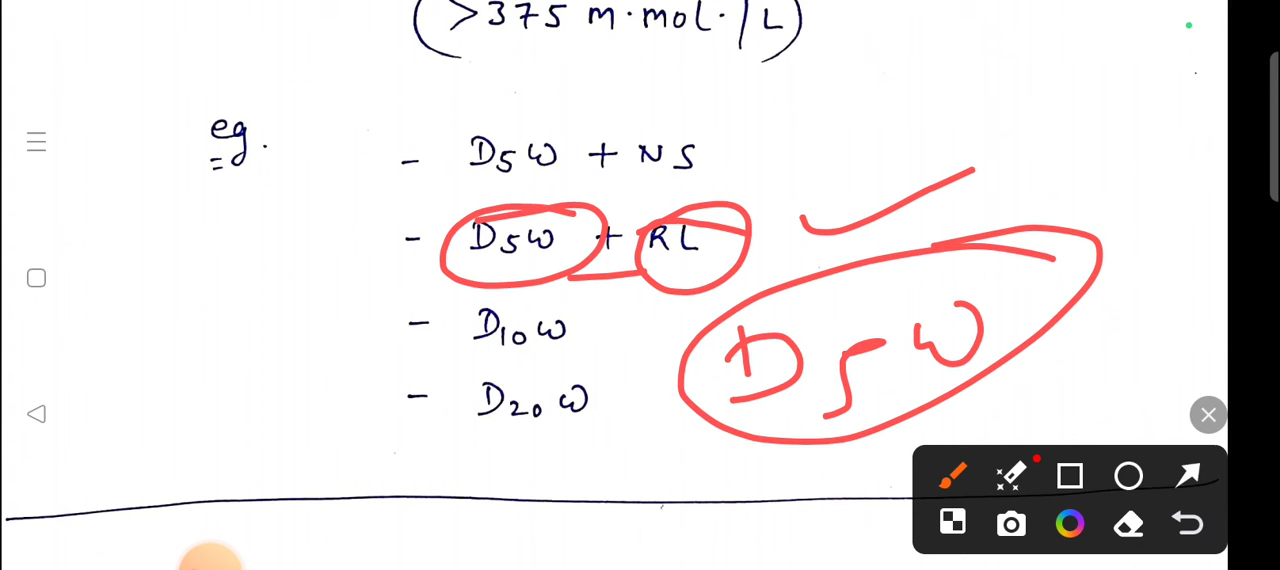 (>375 m.mol./L)
eg.
- D5W + NS
- D5W + RL
- D10W
D5W
- D20W